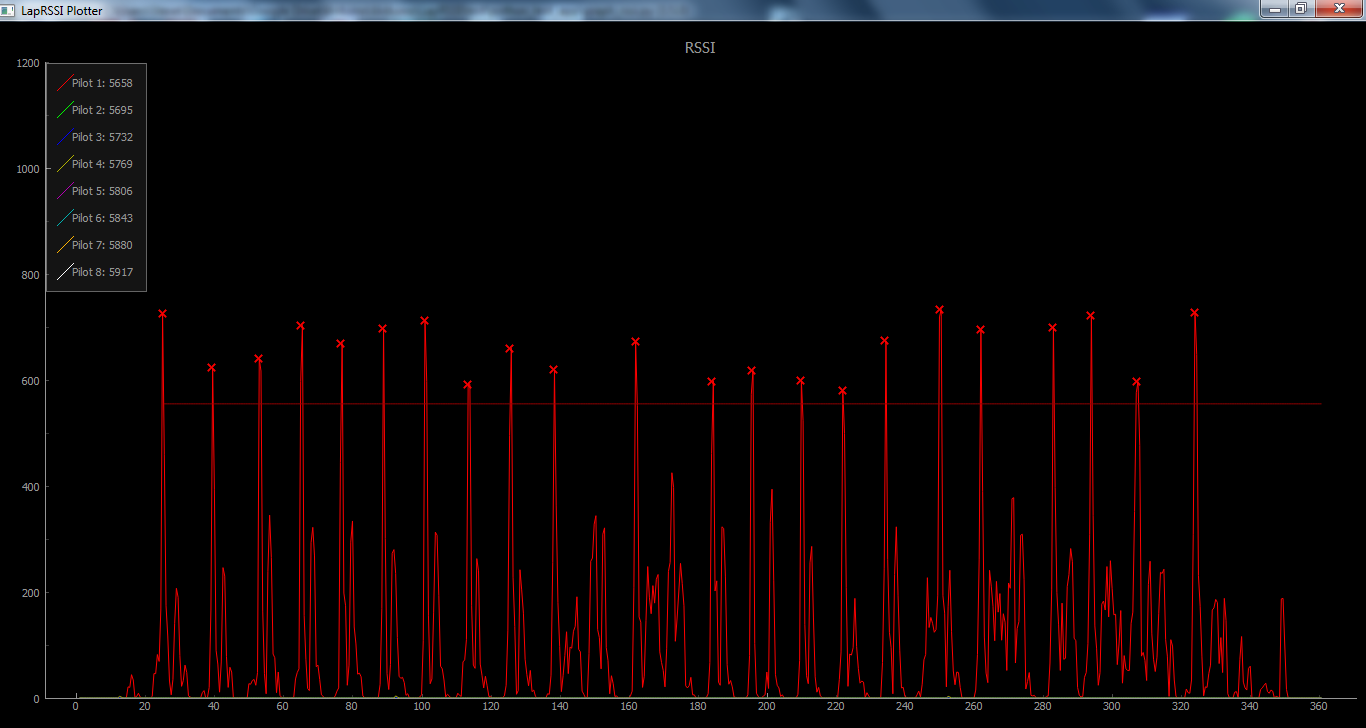 LapRSSI Plotter
RSSI
1200
1000
800
600
400
200
0
Pilot 1: 5658
Pilot 2: 5695
Pilot 3: 5732
Pilot 4: 5769
Pilot 5: 5806
Pilot 6: 5843
Pilot 7: 5880
Pilot 8: 5917
0 20 40 60 80 100 120 140 160 180 200 220 240 260 280 300 320 340 360